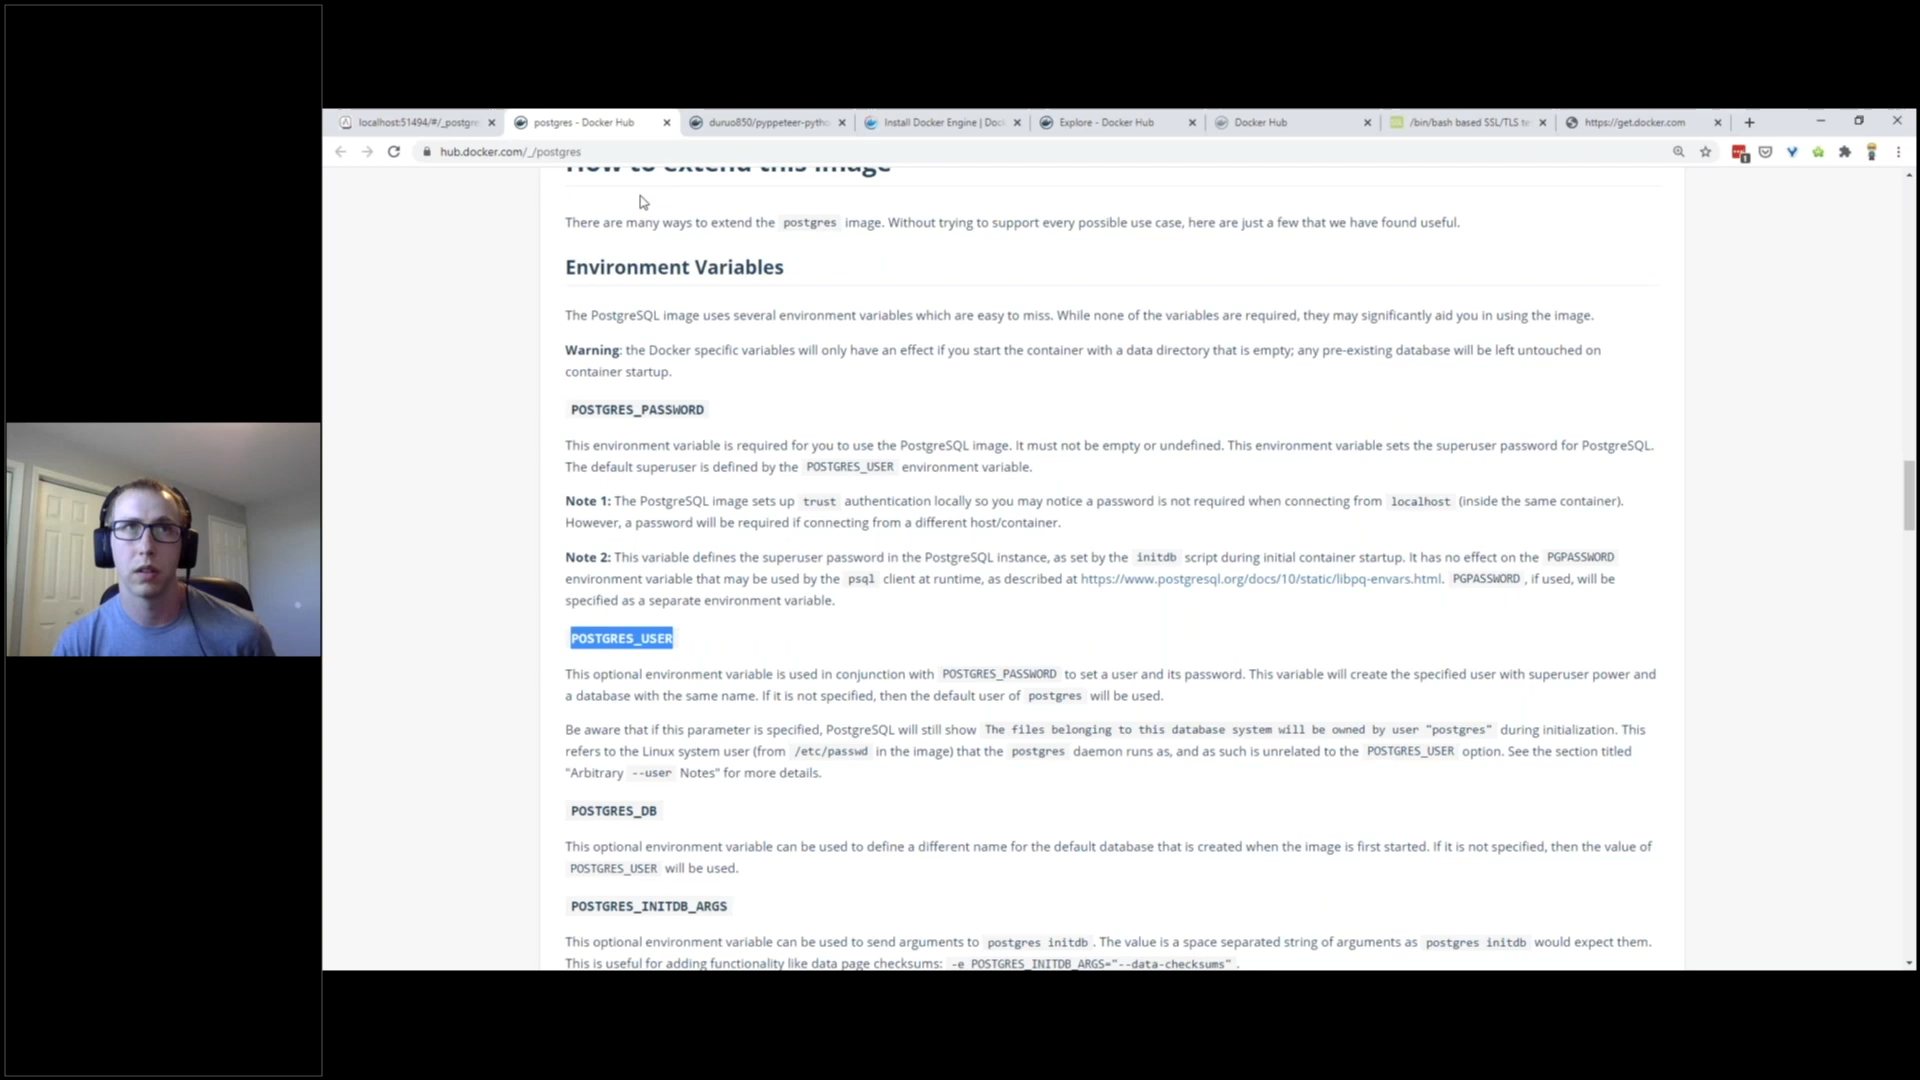 localhost:51494/#/_postgre
postgres - Docker Hub
duruo850/pyppeteer-pytho
Install Docker Engine | Doc
Explore - Docker Hub
Docker Hub
/bin/bash based SSL/TLS te
https://get.docker.com
hub.docker.com/_/postgres
How to extend this image
There are many ways to extend the postgres image. Without trying to support every possible use case, here are just a few that we have found useful.
Environment Variables
The PostgreSQL image uses several environment variables which are easy to miss. While none of the variables are required, they may significantly aid you in using the image.
Warning: the Docker specific variables will only have an effect if you start the container with a data directory that is empty; any pre-existing database will be left untouched on
container startup.
POSTGRES_PASSWORD
This environment variable is required for you to use the PostgreSQL image. It must not be empty or undefined. This environment variable sets the superuser password for PostgreSQL.
The default superuser is defined by the POSTGRES_USER environment variable.
Note 1: The PostgreSQL image sets up trust authentication locally so you may notice a password is not required when connecting from localhost (inside the same container).
However, a password will be required if connecting from a different host/container.
Note 2: This variable defines the superuser password in the PostgreSQL instance, as set by the initdb script during initial container startup. It has no effect on the PGPASSWORD
environment variable that may be used by the psql client at runtime, as described at https://www.postgresql.org/docs/10/static/libpq-envars.html. PGPASSWORD, if used, will be
specified as a separate environment variable.
POSTGRES_USER
This optional environment variable is used in conjunction with POSTGRES_PASSWORD to set a user and its password. This variable will create the specified user with superuser power and
a database with the same name. If it is not specified, then the default user of postgres will be used.
Be aware that if this parameter is specified, PostgreSQL will still show The files belonging to this database system will be owned by user "postgres" during initialization. This
refers to the Linux system user (from /etc/passwd in the image) that the postgres daemon runs as, and as such is unrelated to the POSTGRES_USER option. See the section titled
"Arbitrary --user Notes" for more details.
POSTGRES_DB
This optional environment variable can be used to define a different name for the default database that is created when the image is first started. If it is not specified, then the value of
POSTGRES_USER will be used.
POSTGRES_INITDB_ARGS
This optional environment variable can be used to send arguments to postgres initdb. The value is a space separated string of arguments as postgres initdb would expect them.
This is useful for adding functionality like data page checksums: -e POSTGRES_INITDB_ARGS="--data-checksums".